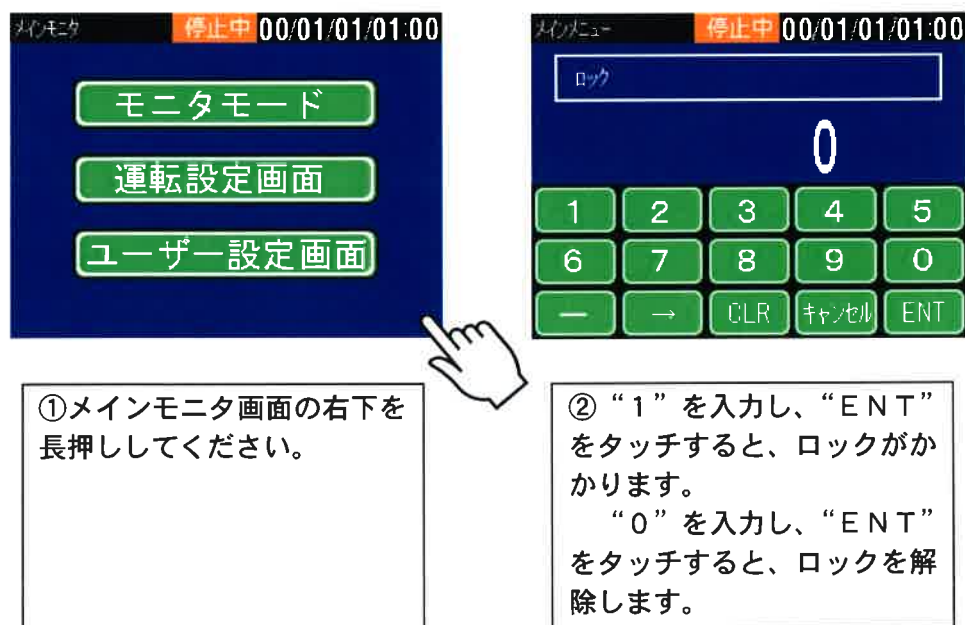 メインモニタ 停止中 00/01/01/01:00
モニタモード
運転設定画面
ユーザー設定画面
①メインモニタ画面の右下を
長押ししてください。
メインメニュー 停止中 00/01/01/01:00
ロック
0
1 2 3 4 5
6 7 8 9 0
― → CLR キャンセル ENT
②“1”を入力し、“ENT”
をタッチすると、ロックがか
かります。
“0”を入力し、“ENT”
をタッチすると、ロックを解
除します。